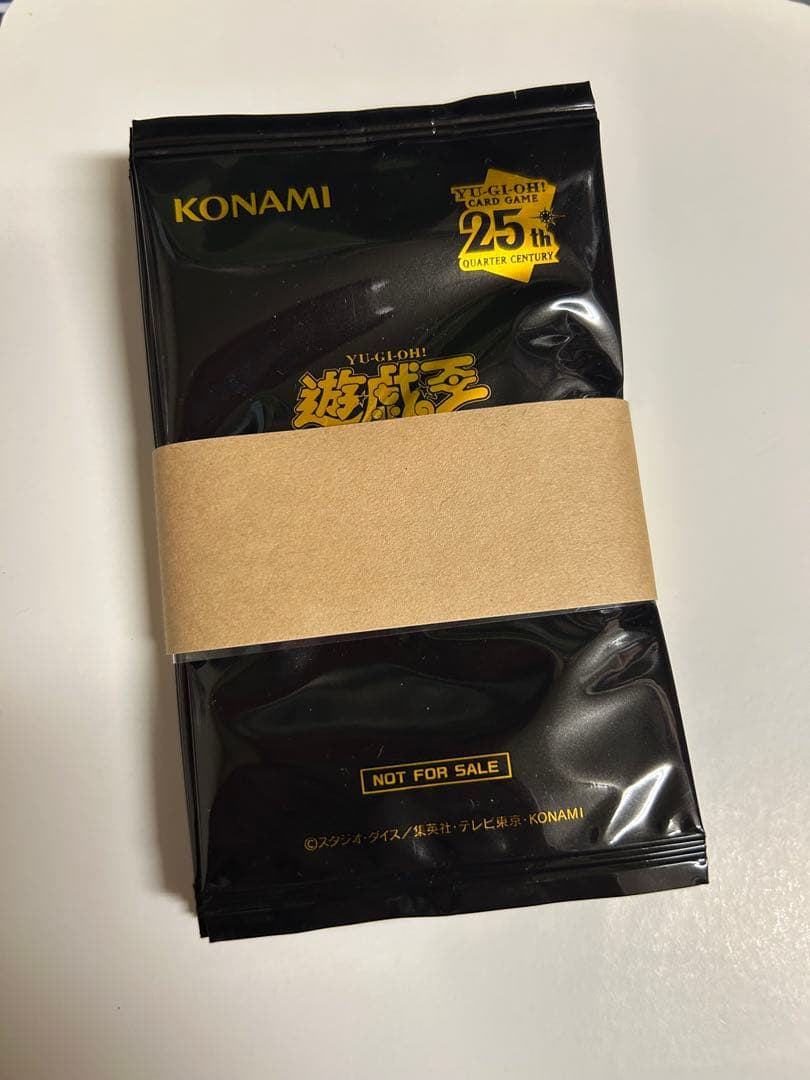 KONAMI
YU-GI-OH!
CARD GAME
25th
QUARTER CENTURY
YU-GI-OH!
遊戯王
NOT FOR SALE
©スタジオ・ダイス/集英社・テレビ東京・KONAMI